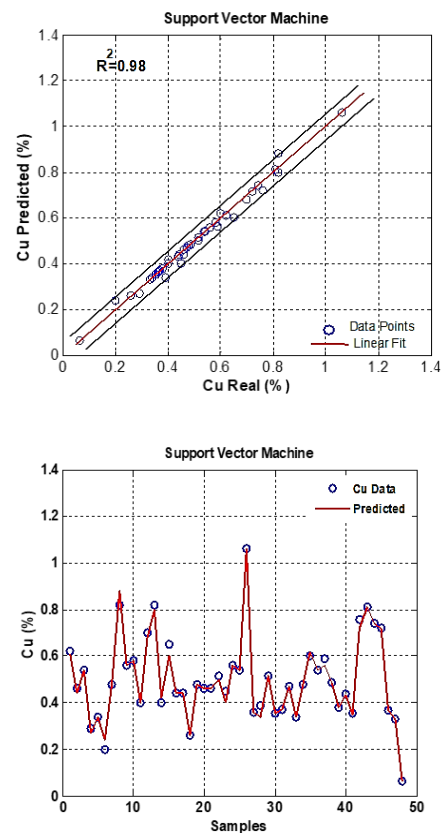 Support Vector Machine
1.4
1.2
1
0.8
0.6
0.4
0.2
0
2
R=0.98
Cu Predicted (%)
Data Points
Linear Fit
0 0.2 0.4 0.6 0.8 1 1.2 1.4
Cu Real (%)
Support Vector Machine
1.4
1.2
1
0.8
0.6
0.4
0.2
0
Cu (%)
Cu Data
Predicted
0 10 20 30 40 50
Samples